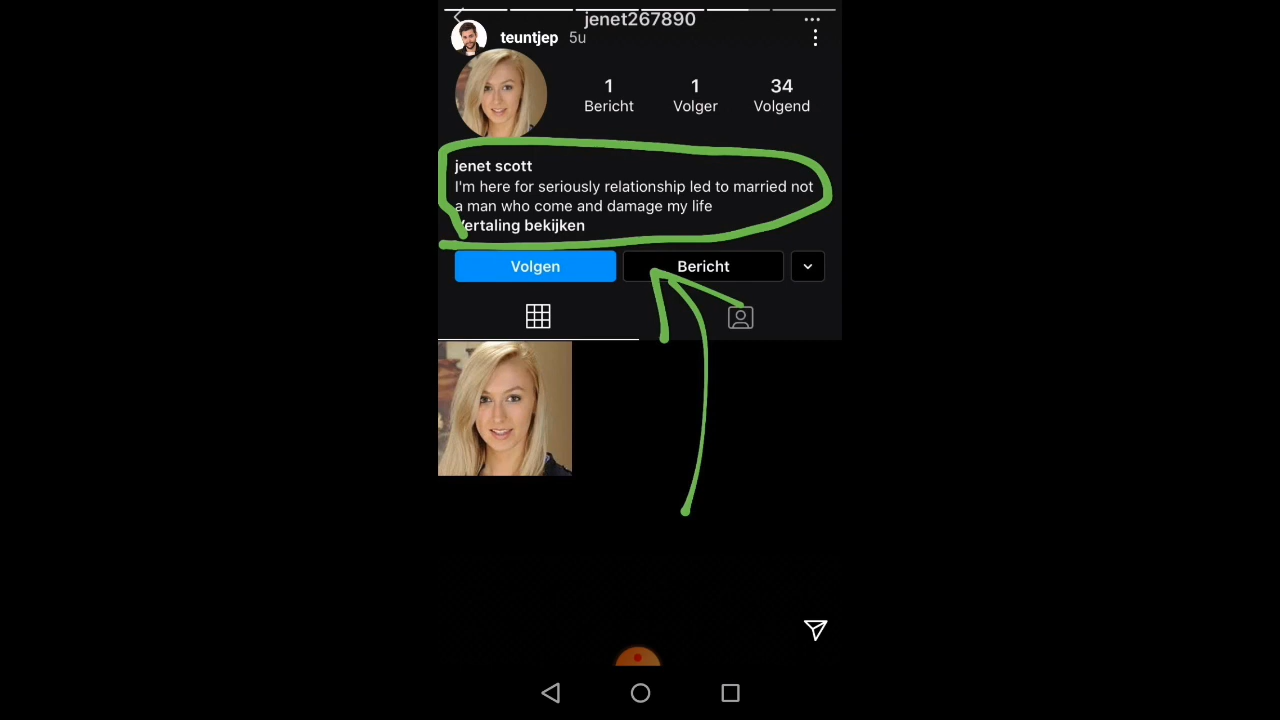 jenet267890
teuntjep 5u
1 1 34
Bericht Volger Volgend
jenet scott
I'm here for seriously relationship led to married not
a man who come and damage my life
Vertaling bekijken
Volgen Bericht